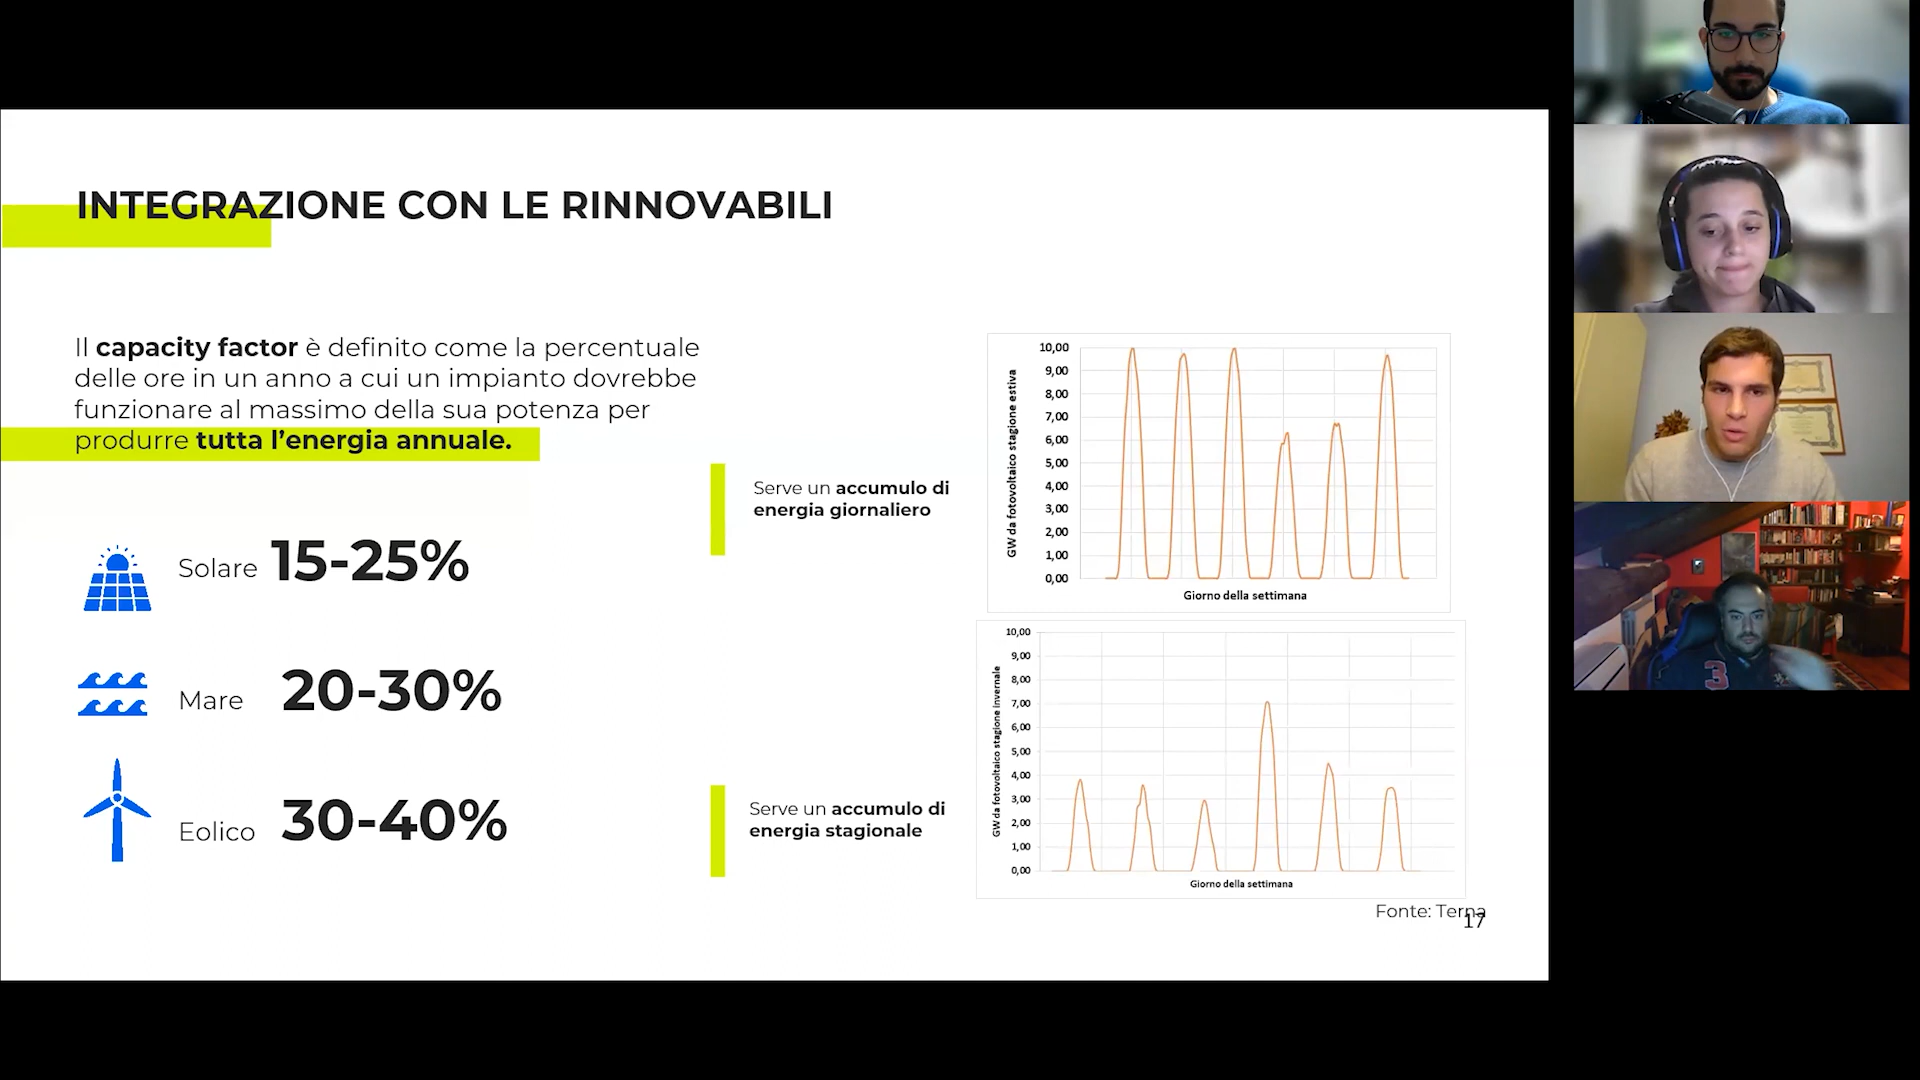 INTEGRAZIONE CON LE RINNOVABILI
Il capacity factor è definito come la percentuale
delle ore in un anno a cui un impianto dovrebbe
funzionare al massimo della sua potenza per
produrre tutta l'energia annuale.
Solare 15-25%
Mare 20-30%
Eolico 30-40%
Serve un accumulo di
energia giornaliero
Serve un accumulo di
energia stagionale
GW da fotovoltaico stagione estiva
10,00
9,00
8,00
7,00
6,00
5,00
4,00
3,00
2,00
1,00
0,00
Giorno della settimana
GW da fotovoltaico stagione invernale
10,00
9,00
8,00
7,00
6,00
5,00
4,00
3,00
2,00
1,00
0,00
Giorno della settimana
Fonte: Terna
17
3